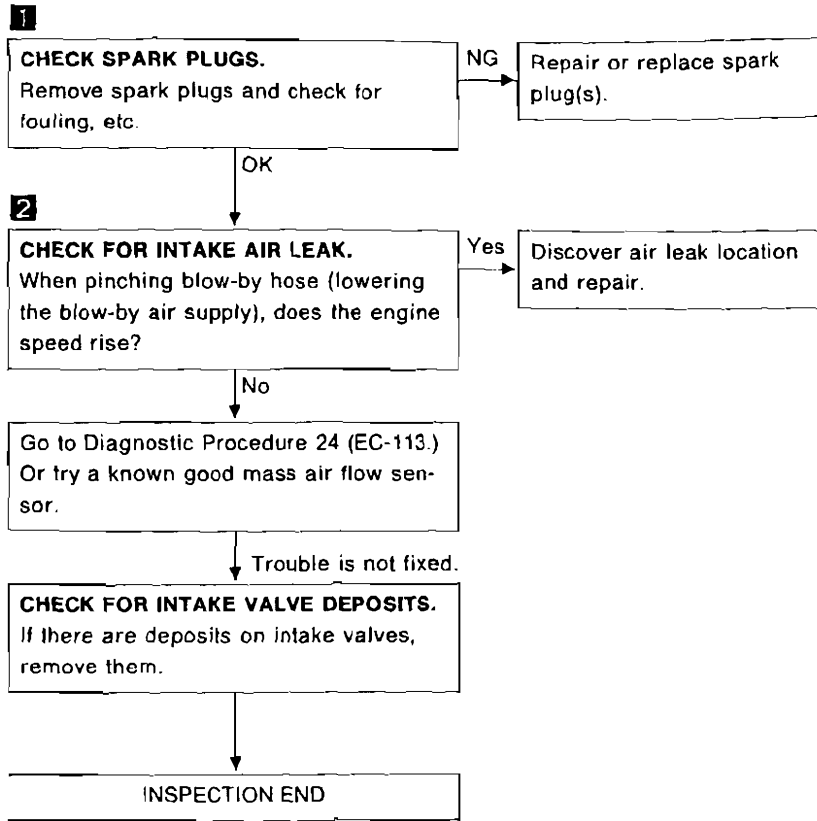 1
CHECK SPARK PLUGS.
Remove spark plugs and check for
fouling, etc.
NG
Repair or replace spark
plug(s).
OK
2
CHECK FOR INTAKE AIR LEAK.
When pinching blow-by hose (lowering
the blow-by air supply), does the engine
speed rise?
Yes
Discover air leak location
and repair.
No
Go to Diagnostic Procedure 24 (EC-113.)
Or try a known good mass air flow sen-
sor.
Trouble is not fixed.
CHECK FOR INTAKE VALVE DEPOSITS.
If there are deposits on intake valves,
remove them.
INSPECTION END